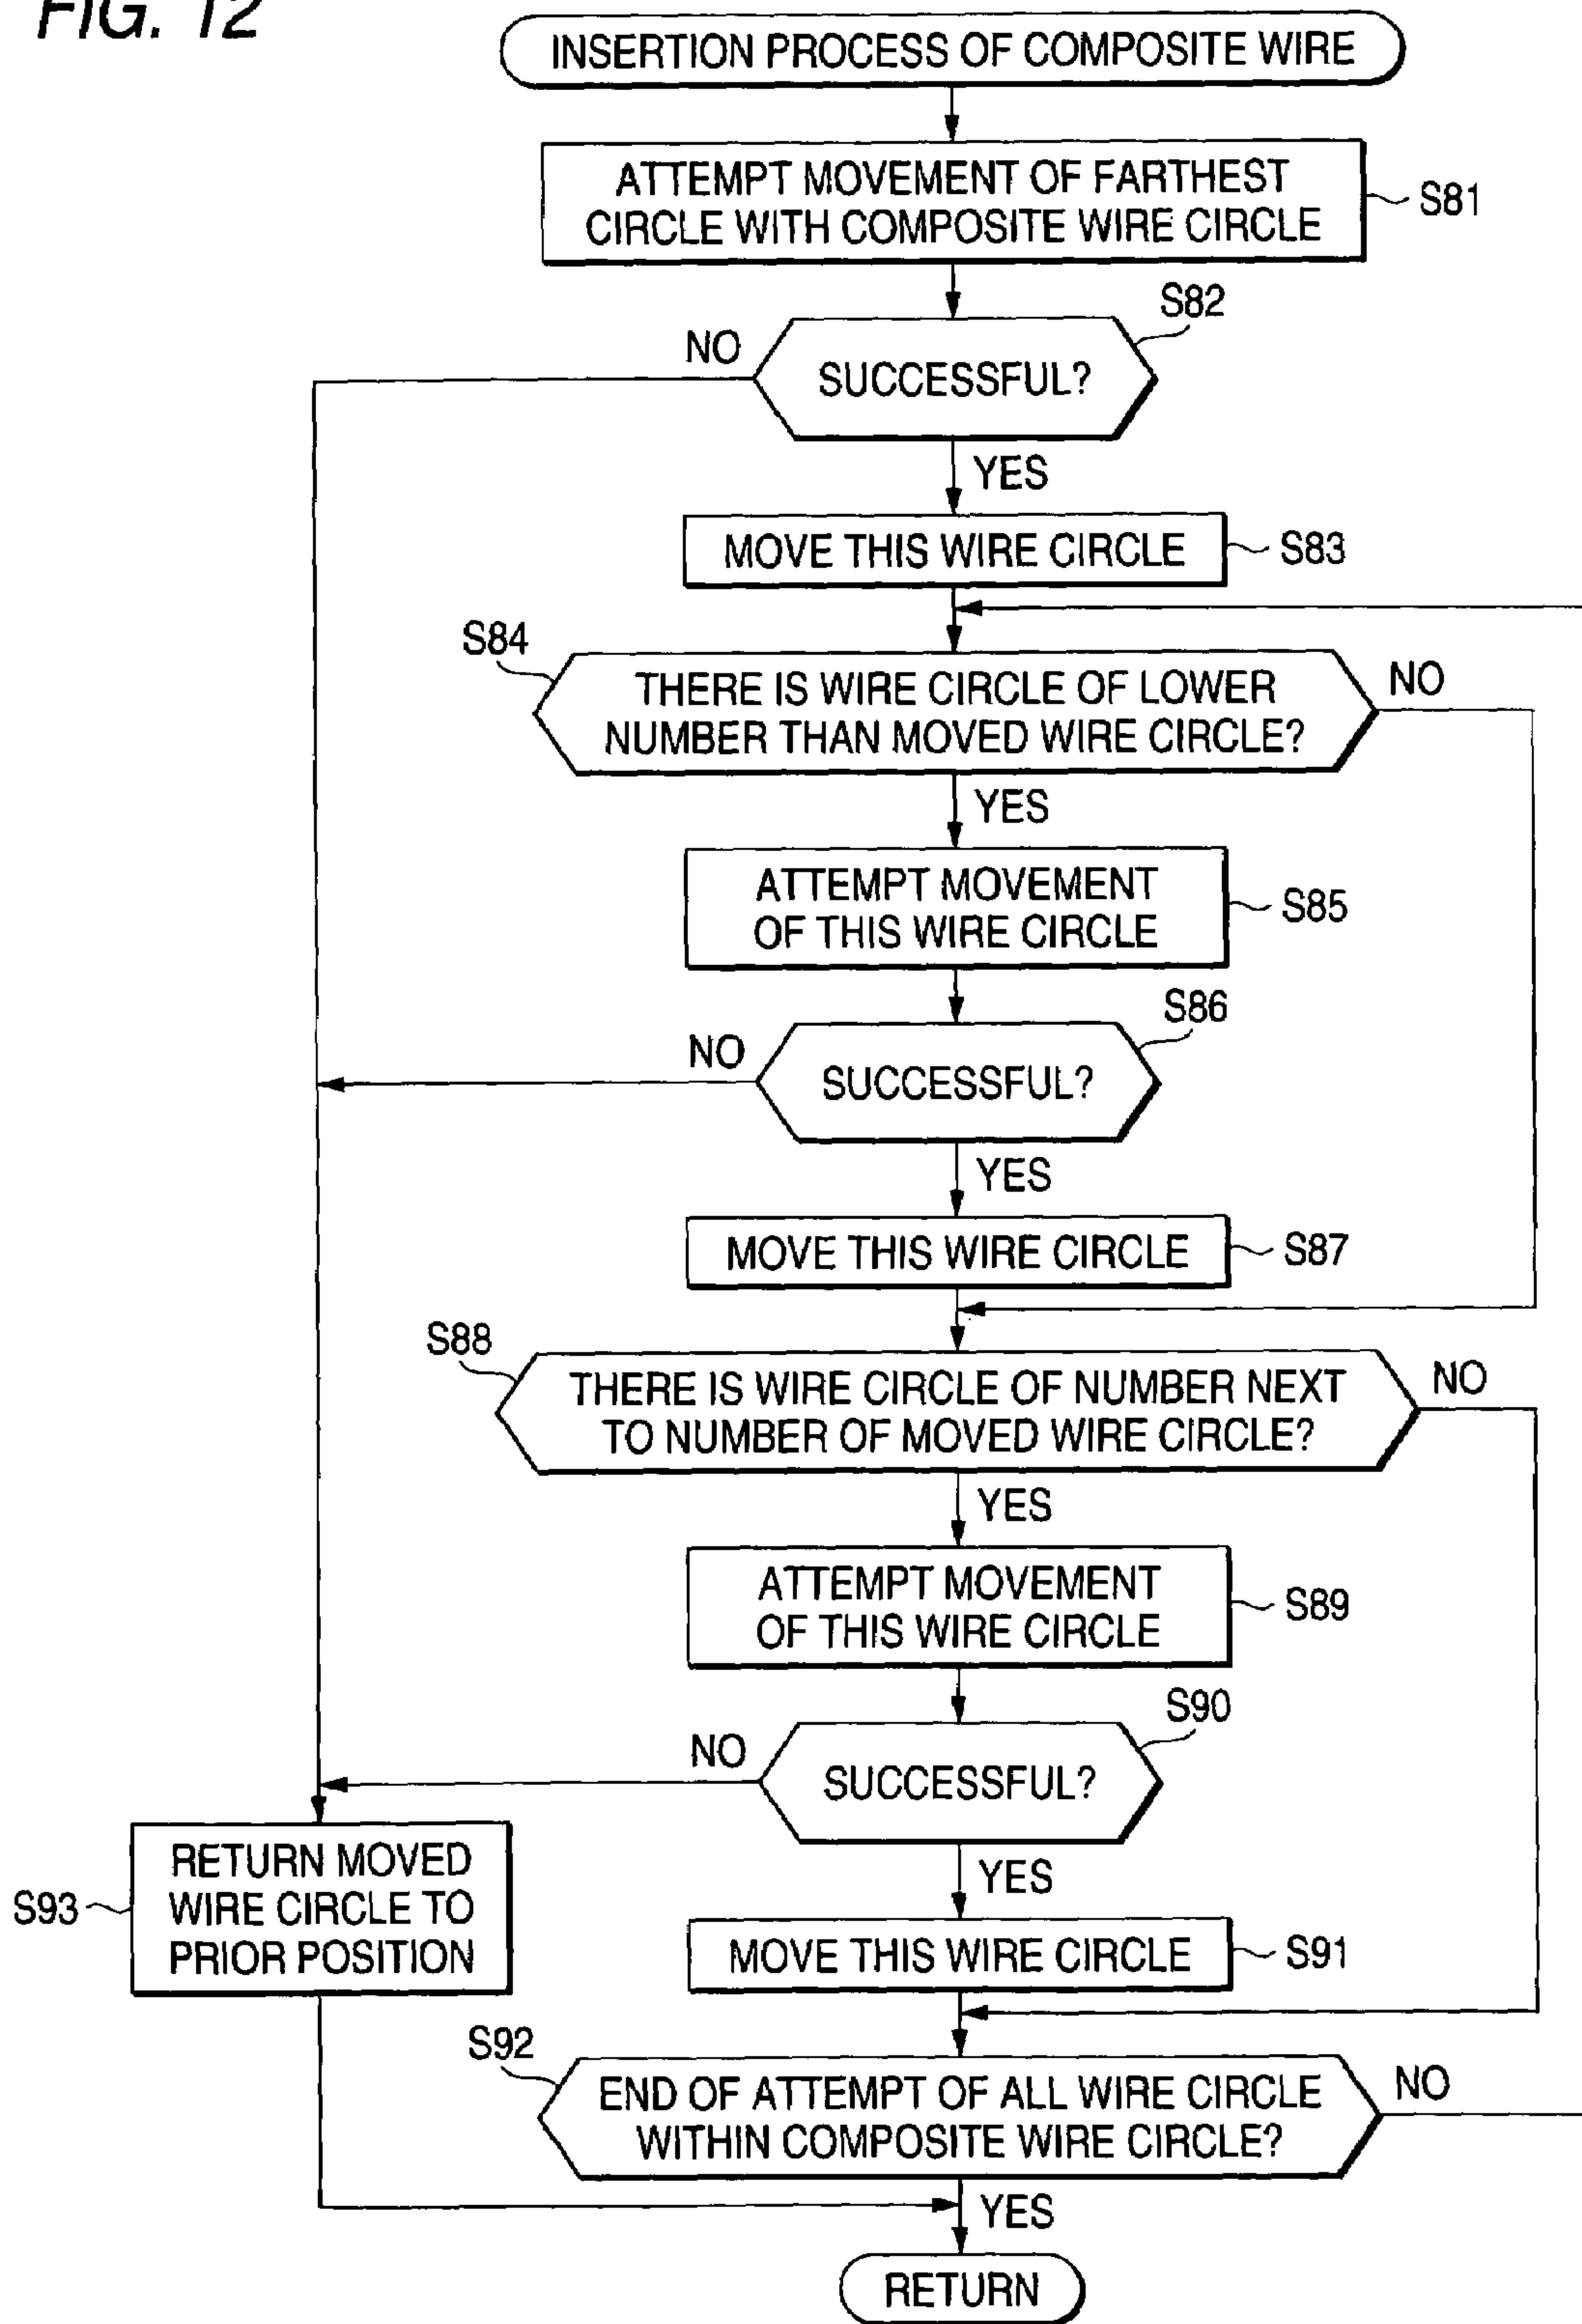 FIG. 12
INSERTION PROCESS OF COMPOSITE WIRE
ATTEMPT MOVEMENT OF FARTHEST
CIRCLE WITH COMPOSITE WIRE CIRCLE
S81
S82
NO
SUCCESSFUL?
YES
MOVE THIS WIRE CIRCLE
S83
S84
THERE IS WIRE CIRCLE OF LOWER
NUMBER THAN MOVED WIRE CIRCLE?
NO
YES
ATTEMPT MOVEMENT
OF THIS WIRE CIRCLE
S85
S86
NO
SUCCESSFUL?
YES
MOVE THIS WIRE CIRCLE
S87
S88
THERE IS WIRE CIRCLE OF NUMBER NEXT
TO NUMBER OF MOVED WIRE CIRCLE?
NO
YES
ATTEMPT MOVEMENT
OF THIS WIRE CIRCLE
S89
S90
NO
SUCCESSFUL?
YES
RETURN MOVED
WIRE CIRCLE TO
PRIOR POSITION
S93
MOVE THIS WIRE CIRCLE
S91
S92
END OF ATTEMPT OF ALL WIRE CIRCLE
WITHIN COMPOSITE WIRE CIRCLE?
NO
YES
RETURN